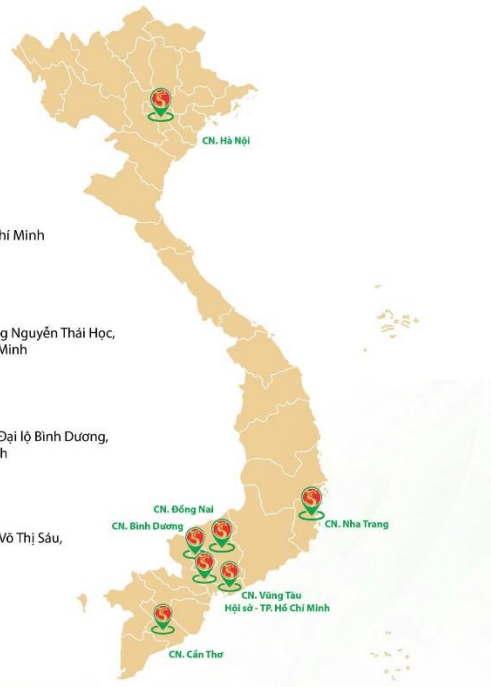 CN. Hà Nội
hí Minh
g Nguyễn Thái Học,
Minh
Đại lộ Bình Dương,
h
CN. Đồng Nai
CN. Bình Dương
CN. Nha Trang
Võ Thị Sáu,
CN. Vũng Tàu
Hội sở - TP. Hồ Chí Minh
CN. Cần Thơ